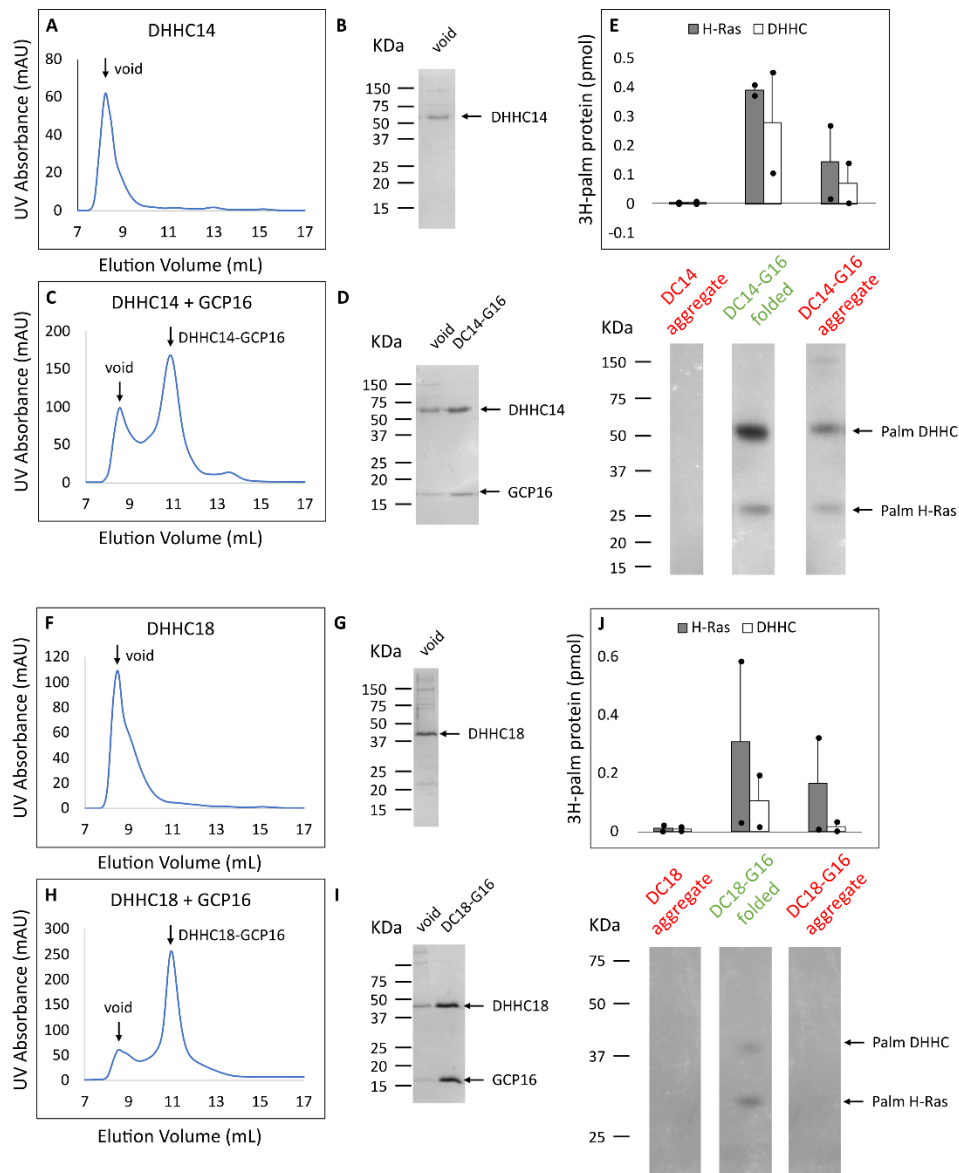 A
DHHC14
UV Absorbance (mAU)
80
60
40
20
0
void
7 9 11 13 15 17
Elution Volume (mL)
B
KDa
void
150
75
50
37
25
20
15
DHHC14
C
DHHC14 + GCP16
UV Absorbance (mAU)
200
150
100
50
0
void
DHHC14-GCP16
7 9 11 13 15 17
Elution Volume (mL)
D
KDa
void
DC14-G16
150
75
50
37
25
20
15
DHHC14
GCP16
E
H-Ras DHHC
3H-palm protein (pmol)
0.5
0.4
0.3
0.2
0.1
0
-0.1
DC14
aggregate
DC14-G16
folded
DC14-G16
aggregate
KDa
150
75
50
37
25
20
15
Palm DHHC
Palm H-Ras
F
DHHC18
UV Absorbance (mAU)
120
100
80
60
40
20
0
void
7 9 11 13 15 17
Elution Volume (mL)
G
KDa
void
150
75
50
37
25
20
15
DHHC18
H
DHHC18 + GCP16
UV Absorbance (mAU)
300
250
200
150
100
50
0
void
DHHC18-GCP16
7 9 11 13 15 17
Elution Volume (mL)
I
KDa
void
DC18-G16
75
50
37
25
20
15
DHHC18
GCP16
J
H-Ras DHHC
3H-palm protein (pmol)
0.6
0.4
0.2
0
DC18
aggregate
DC18-G16
folded
DC18-G16
aggregate
KDa
75
50
37
25
Palm DHHC
Palm H-Ras